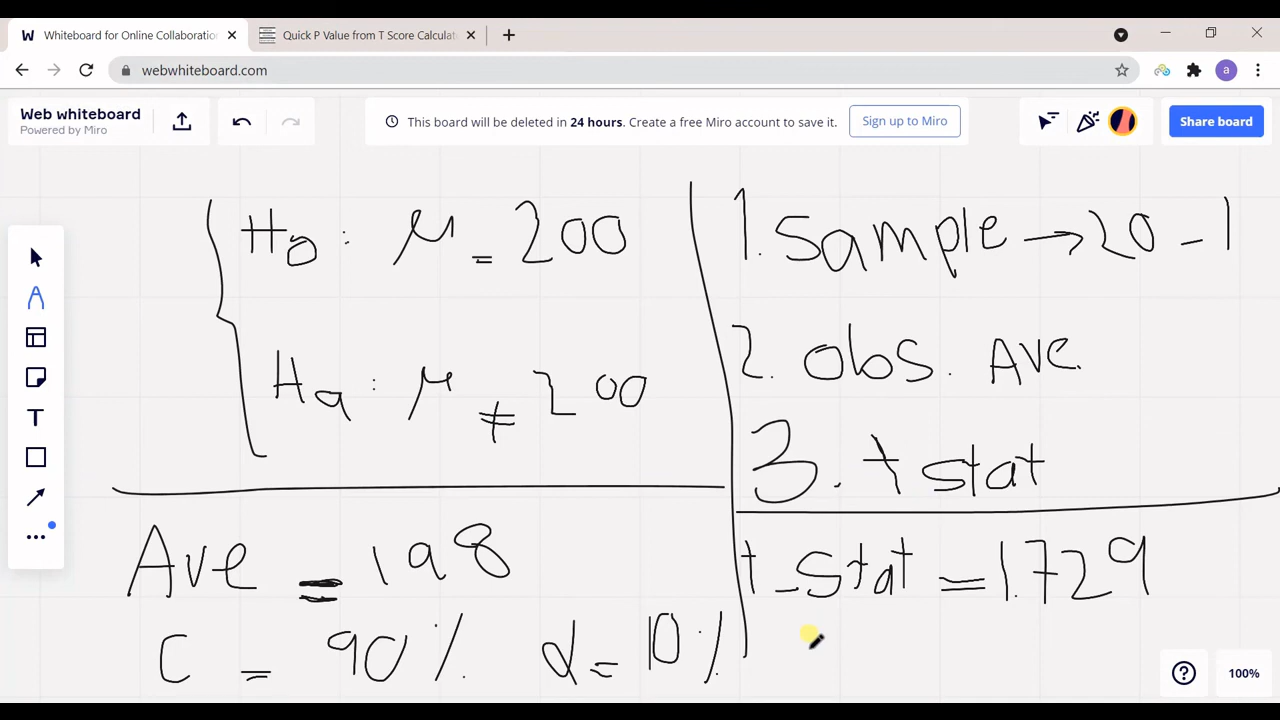 Whiteboard for Online Collaboration
Quick P Value from T Score Calculat
webwhiteboard.com
a
Web whiteboard
Powered by Miro
This board will be deleted in 24 hours. Create a free Miro account to save it.
Sign up to Miro
Share board
H0 : μ = 200
Ha : μ ≠ 200
1. Sample → 20 - 1
2. obs. Ave.
3. t stat
Ave = 198
C = 90% α = 10%
t_stat = 1.729
T
100%